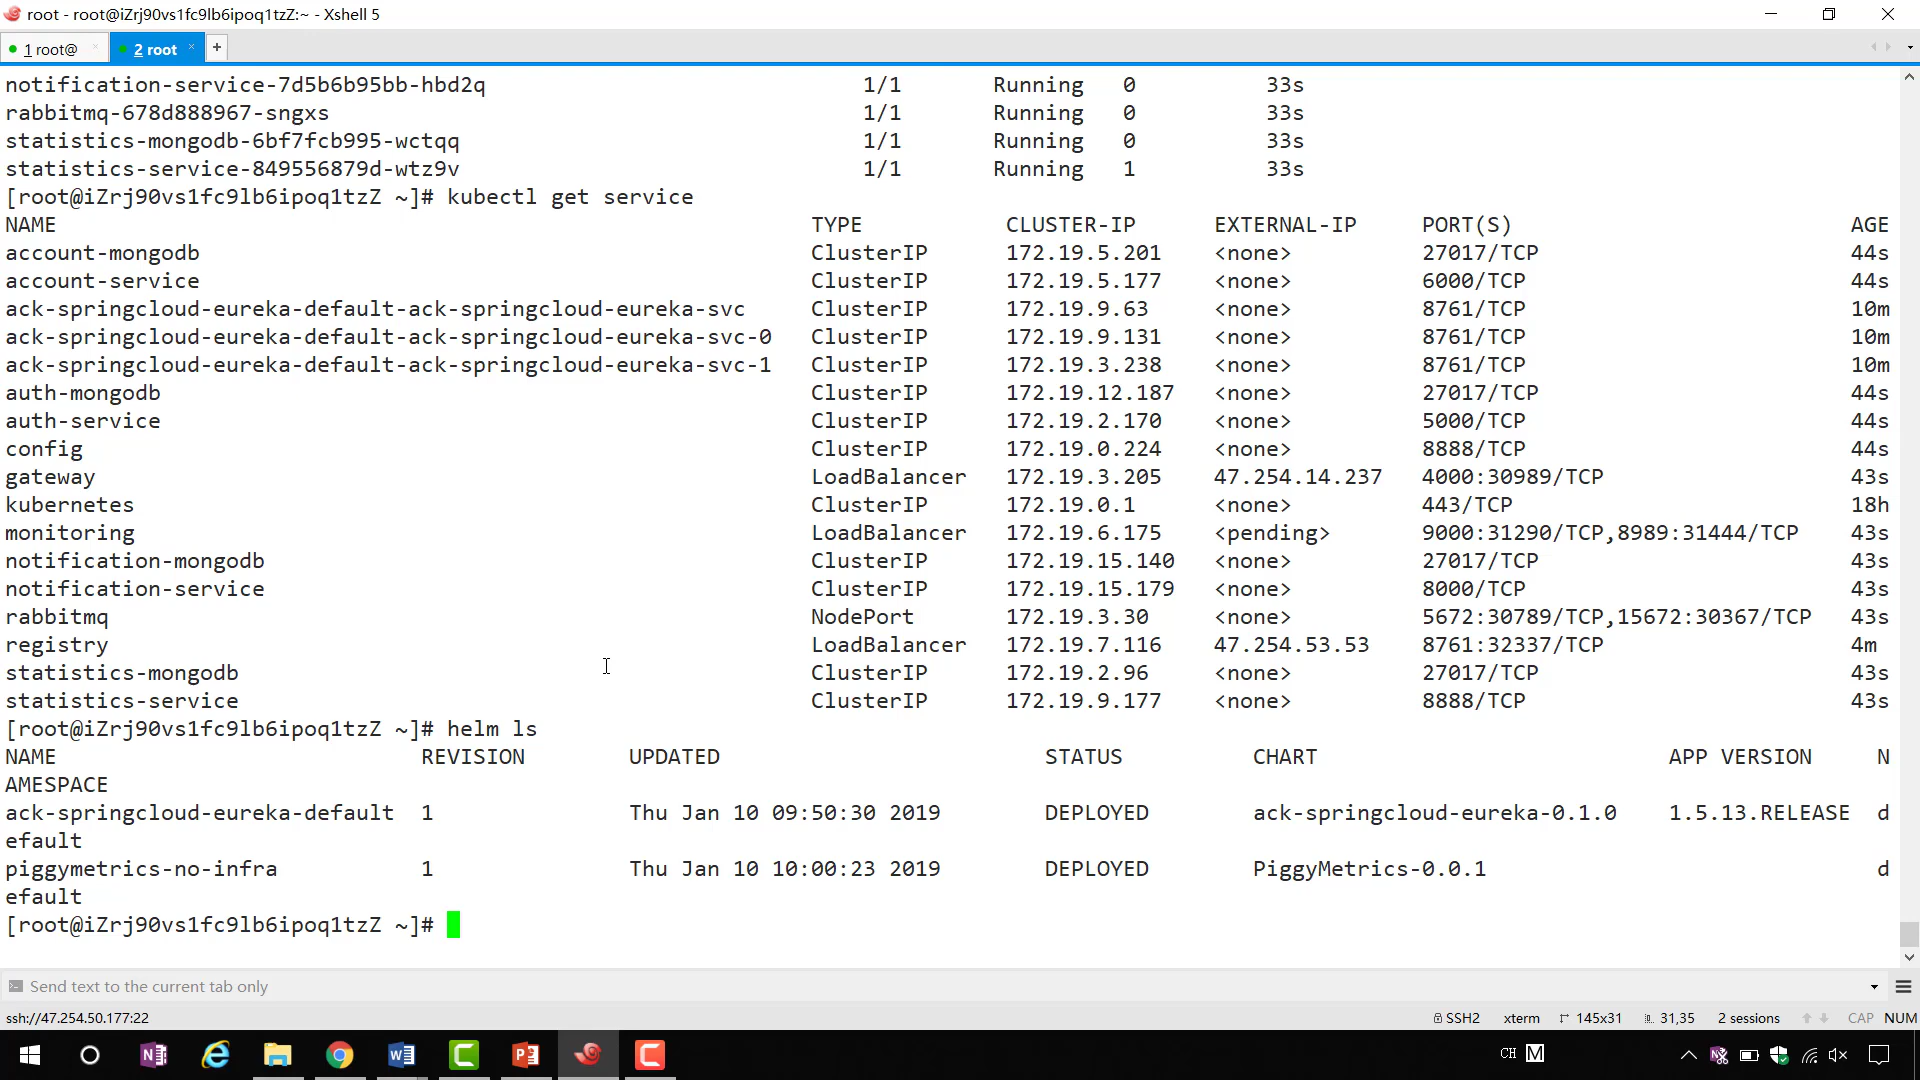 root - root@iZrj90vs1fc9lb6ipoq1tzZ:~ - Xshell 5
1 root@ 2 root +
notification-service-7d5b6b95bb-hbd2q 1/1 Running 0 33s
rabbitmq-678d888967-sngxs 1/1 Running 0 33s
statistics-mongodb-6bf7fcb995-wctqq 1/1 Running 0 33s
statistics-service-849556879d-wtz9v 1/1 Running 1 33s
[root@iZrj90vs1fc9lb6ipoq1tzZ ~]# kubectl get service
NAME TYPE CLUSTER-IP EXTERNAL-IP PORT(S) AGE
account-mongodb ClusterIP 172.19.5.201 <none> 27017/TCP 44s
account-service ClusterIP 172.19.5.177 <none> 6000/TCP 44s
ack-springcloud-eureka-default-ack-springcloud-eureka-svc ClusterIP 172.19.9.63 <none> 8761/TCP 10m
ack-springcloud-eureka-default-ack-springcloud-eureka-svc-0 ClusterIP 172.19.9.131 <none> 8761/TCP 10m
ack-springcloud-eureka-default-ack-springcloud-eureka-svc-1 ClusterIP 172.19.3.238 <none> 8761/TCP 10m
auth-mongodb ClusterIP 172.19.12.187 <none> 27017/TCP 44s
auth-service ClusterIP 172.19.2.170 <none> 5000/TCP 44s
config ClusterIP 172.19.0.224 <none> 8888/TCP 44s
gateway LoadBalancer 172.19.3.205 47.254.14.237 4000:30989/TCP 43s
kubernetes ClusterIP 172.19.0.1 <none> 443/TCP 18h
monitoring LoadBalancer 172.19.6.175 <pending> 9000:31290/TCP,8989:31444/TCP 43s
notification-mongodb ClusterIP 172.19.15.140 <none> 27017/TCP 43s
notification-service ClusterIP 172.19.15.179 <none> 8000/TCP 43s
rabbitmq NodePort 172.19.3.30 <none> 5672:30789/TCP,15672:30367/TCP 43s
registry LoadBalancer 172.19.7.116 47.254.53.53 8761:32337/TCP 4m
statistics-mongodb ClusterIP 172.19.2.96 <none> 27017/TCP 43s
statistics-service ClusterIP 172.19.9.177 <none> 8888/TCP 43s
[root@iZrj90vs1fc9lb6ipoq1tzZ ~]# helm ls
NAME REVISION UPDATED STATUS CHART APP VERSION N
AMESPACE
ack-springcloud-eureka-default 1 Thu Jan 10 09:50:30 2019 DEPLOYED ack-springcloud-eureka-0.1.0 1.5.13.RELEASE d
efault
piggymetrics-no-infra 1 Thu Jan 10 10:00:23 2019 DEPLOYED PiggyMetrics-0.0.1 d
efault
[root@iZrj90vs1fc9lb6ipoq1tzZ ~]#
Send text to the current tab only
ssh://47.254.50.177:22 SSH2 xterm 145x31 31,35 2 sessions CAP NUM
CH M